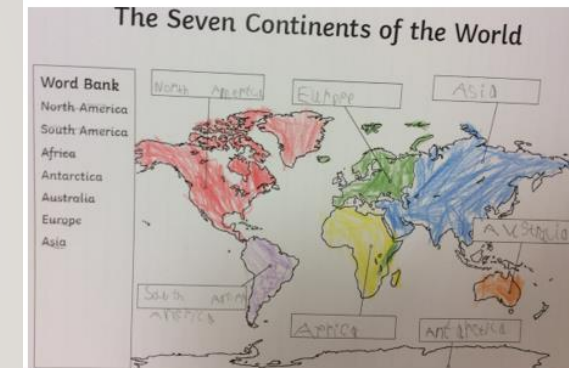 The Seven Continents of the World
Word Bank
North America
South America
Africa
Antarctica
Australia
Europe
Asia
North America
Europe
Asia
Australia
South
America
Africa
Antarctica